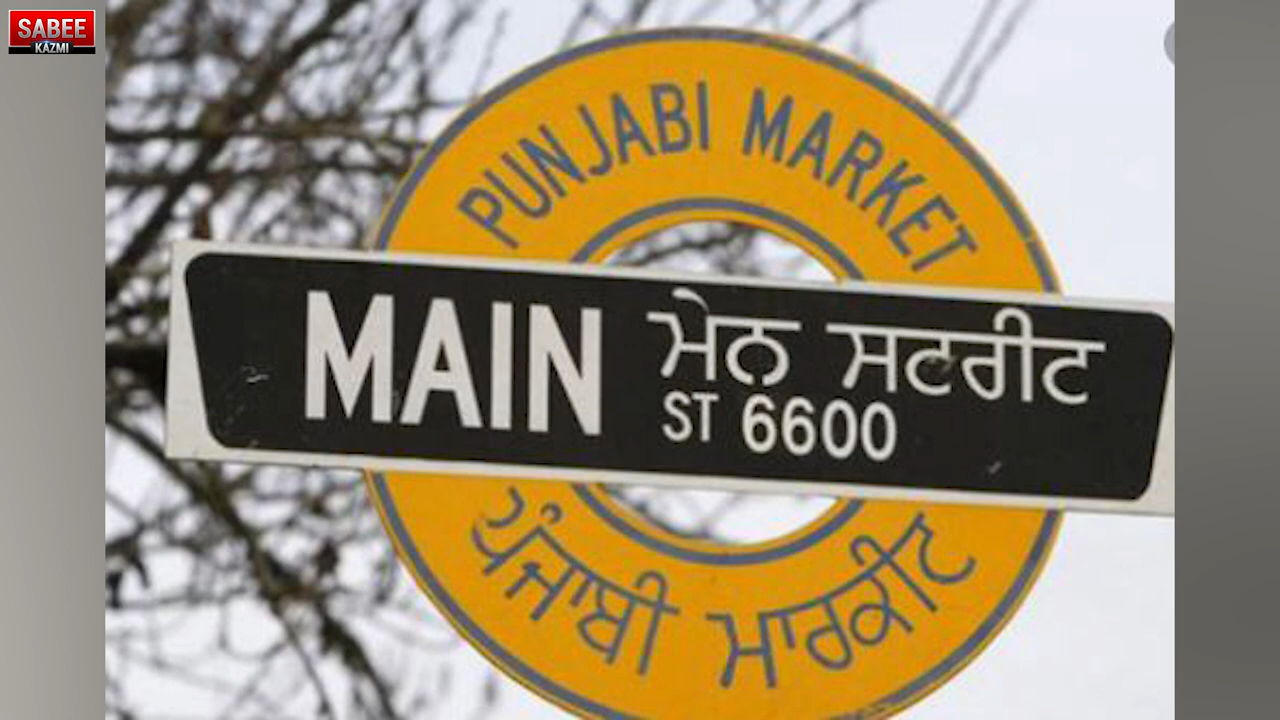 SABEE
KAZMI
PUNJABI MARKET
MAIN ਮੇਨ ਸਟਰੀਟ
ST 6600
ਪੰਜਾਬੀ ਮਾਰਕੀਟ